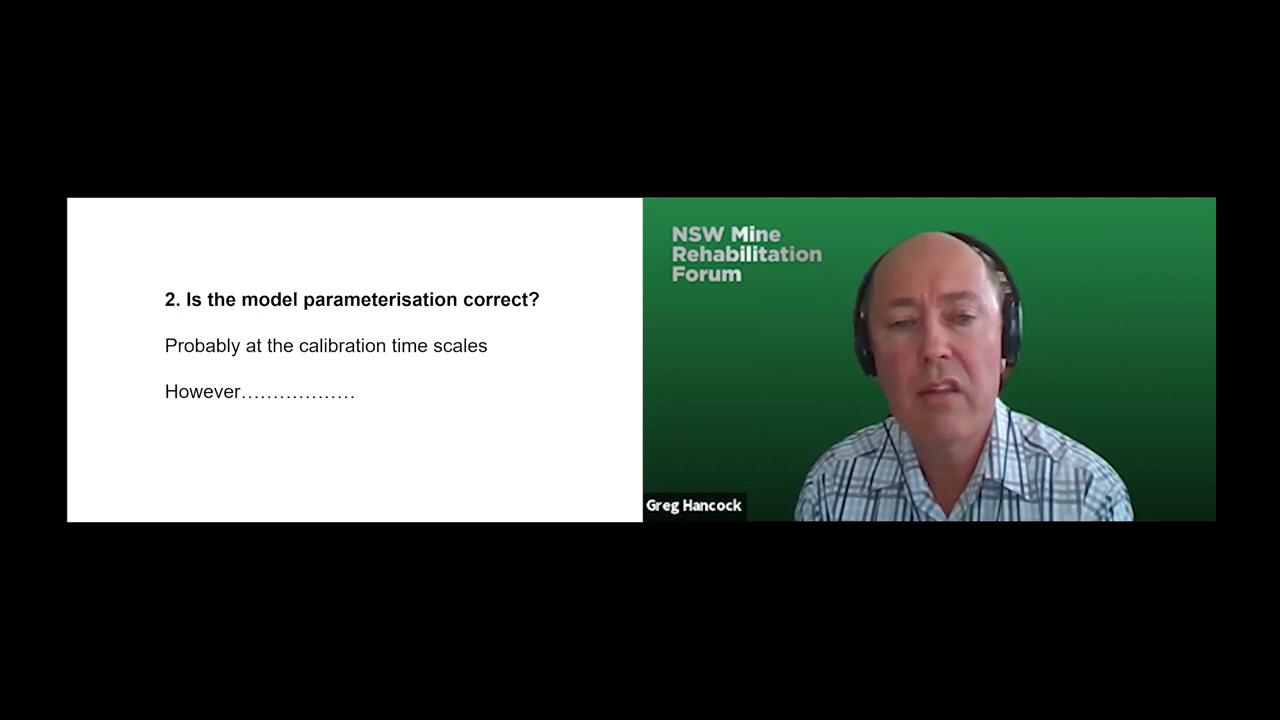 2. Is the model parameterisation correct?
Probably at the calibration time scales
However………………
NSW Mine
Rehabilitation
Forum
Greg Hancock